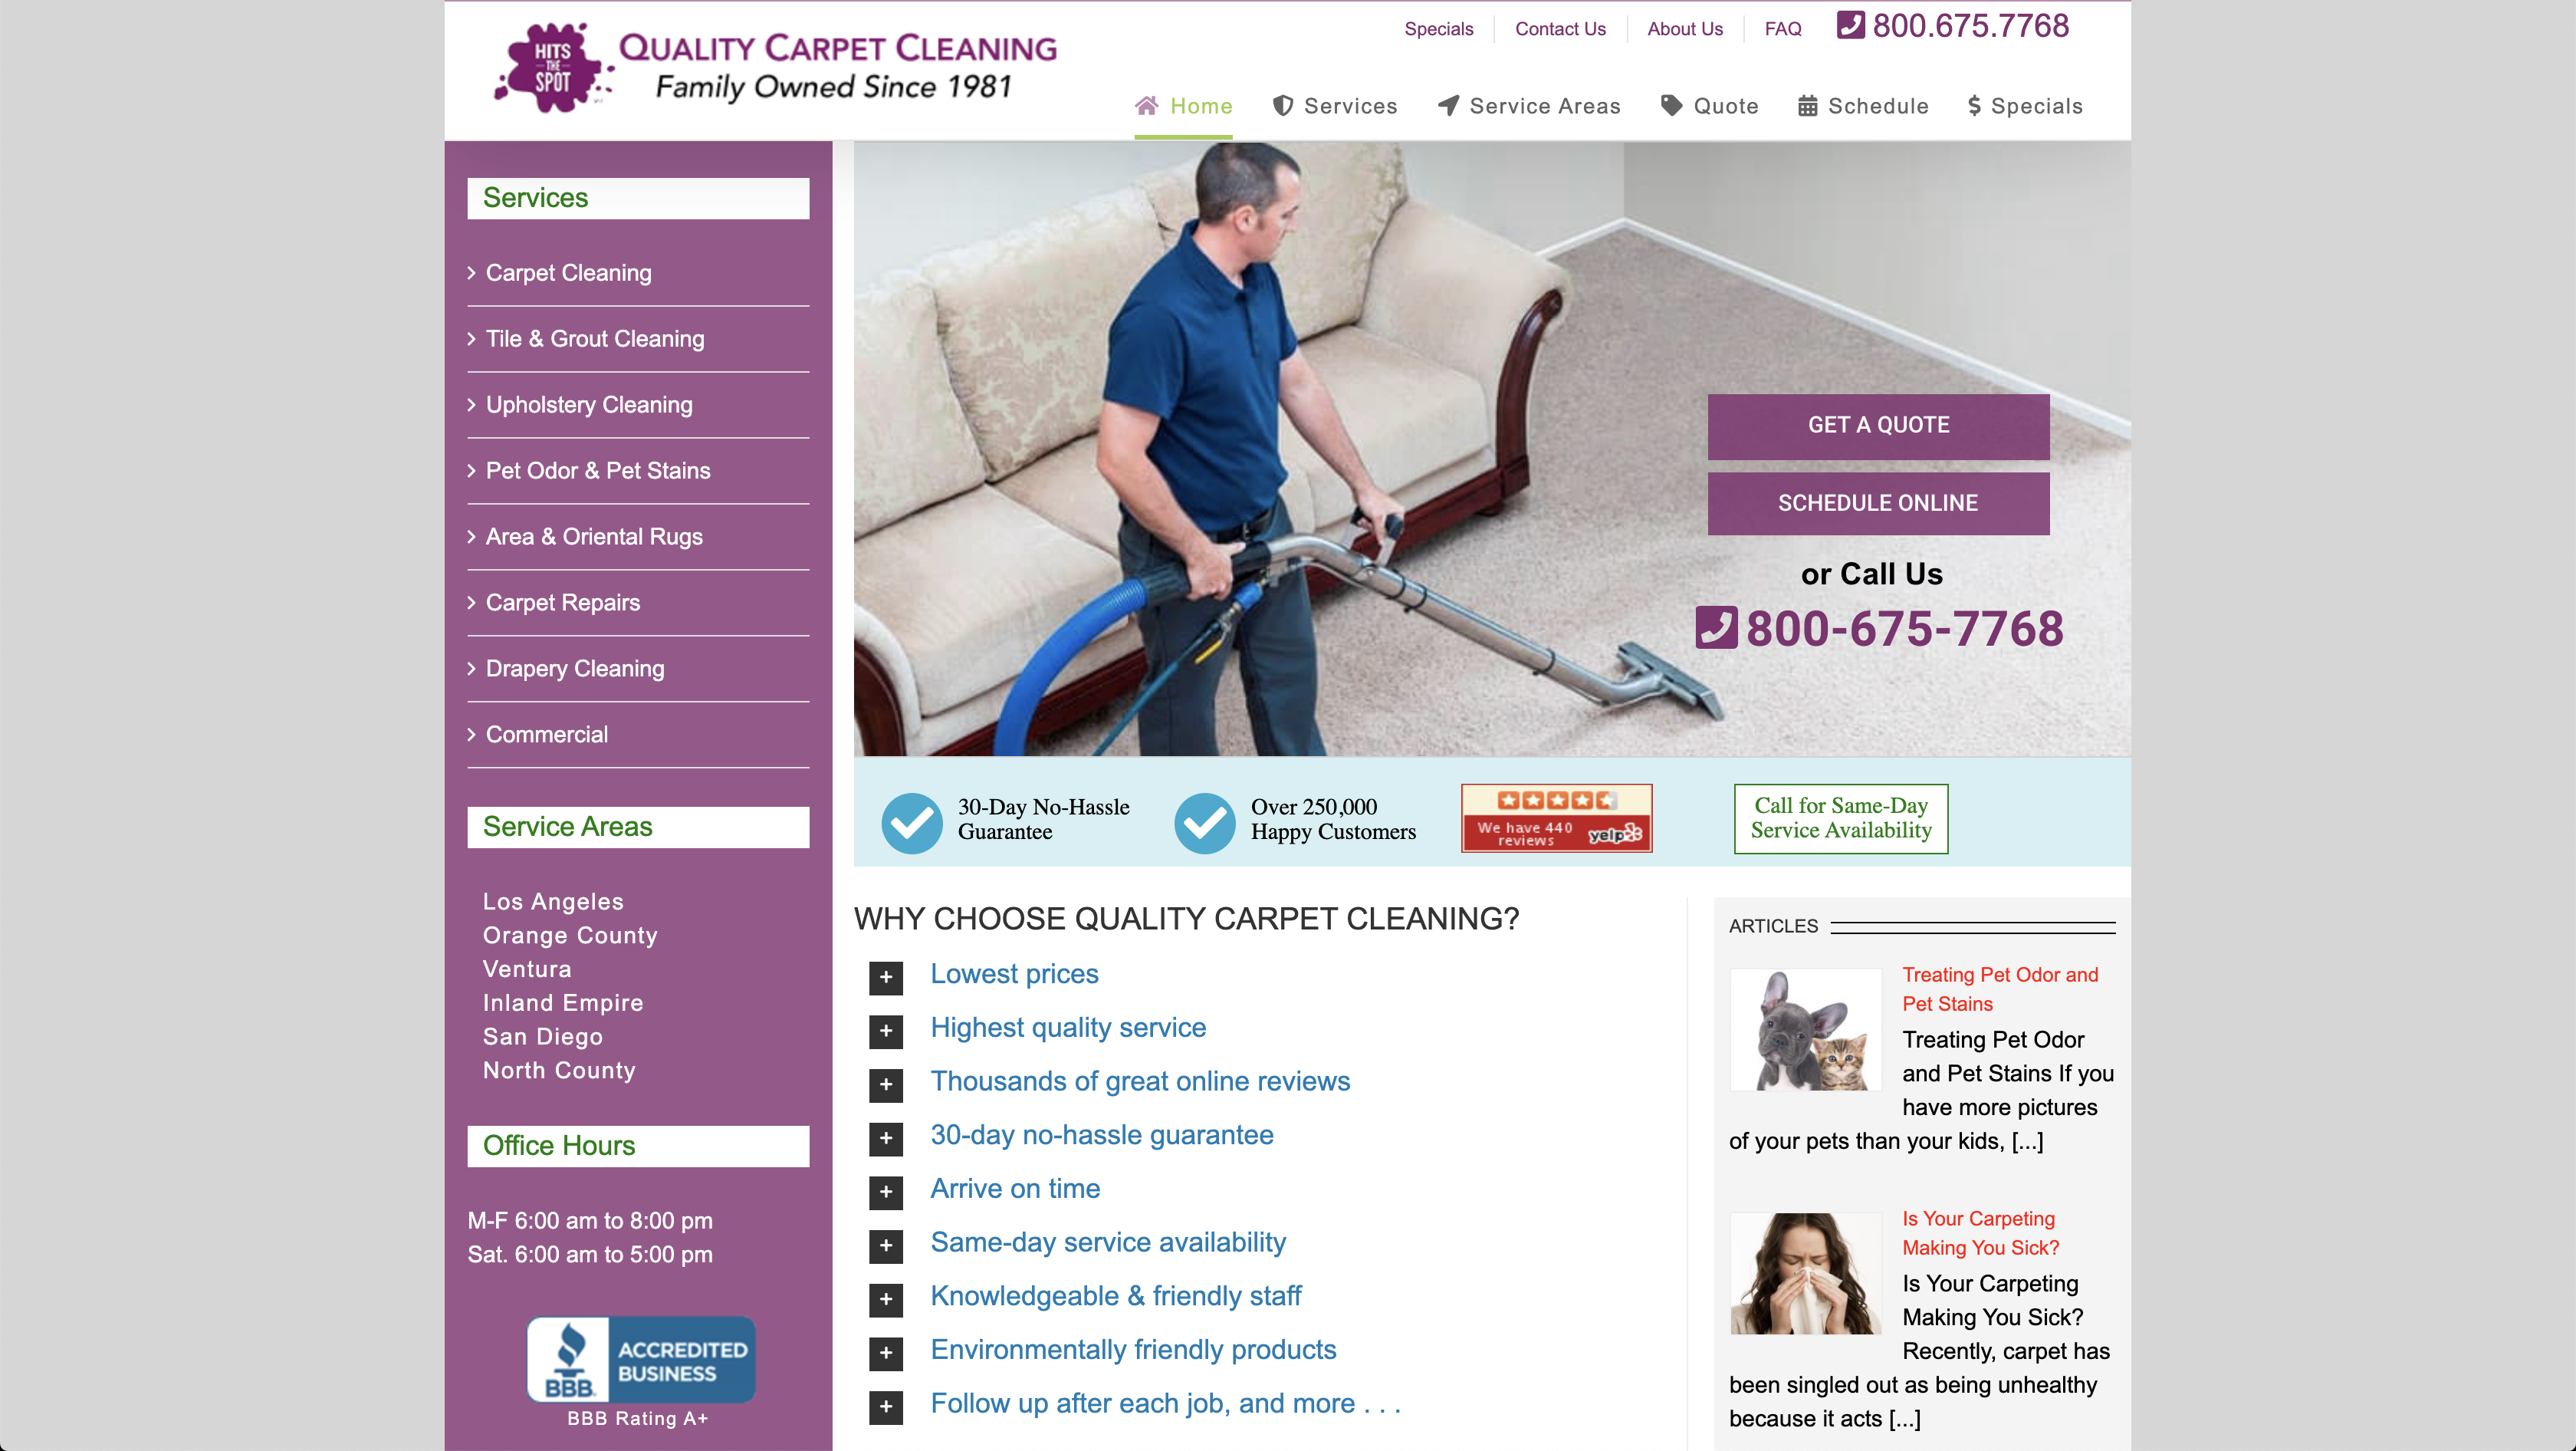 HITS
THE
SPOT
QUALITY CARPET CLEANING
Family Owned Since 1981
Specials
Contact Us
About Us
FAQ
800.675.7768
Home
Services
Service Areas
Quote
Schedule
Specials
Services
Carpet Cleaning
Tile & Grout Cleaning
Upholstery Cleaning
Pet Odor & Pet Stains
Area & Oriental Rugs
Carpet Repairs
Drapery Cleaning
Commercial
Service Areas
Los Angeles
Orange County
Ventura
Inland Empire
San Diego
North County
Office Hours
M-F 6:00 am to 8:00 pm
Sat. 6:00 am to 5:00 pm
BBB.
ACCREDITED
BUSINESS
BBB Rating A+
GET A QUOTE
SCHEDULE ONLINE
or Call Us
800-675-7768
30-Day No-Hassle
Guarantee
Over 250,000
Happy Customers
We have 440
reviews
yelp
Call for Same-Day
Service Availability
WHY CHOOSE QUALITY CARPET CLEANING?
+ Lowest prices
+ Highest quality service
+ Thousands of great online reviews
+ 30-day no-hassle guarantee
+ Arrive on time
+ Same-day service availability
+ Knowledgeable & friendly staff
+ Environmentally friendly products
+ Follow up after each job, and more . . .
ARTICLES
Treating Pet Odor and
Pet Stains
Treating Pet Odor
and Pet Stains If you
have more pictures
of your pets than your kids, [...]
Is Your Carpeting
Making You Sick?
Is Your Carpeting
Making You Sick?
Recently, carpet has
been singled out as being unhealthy
because it acts [...]